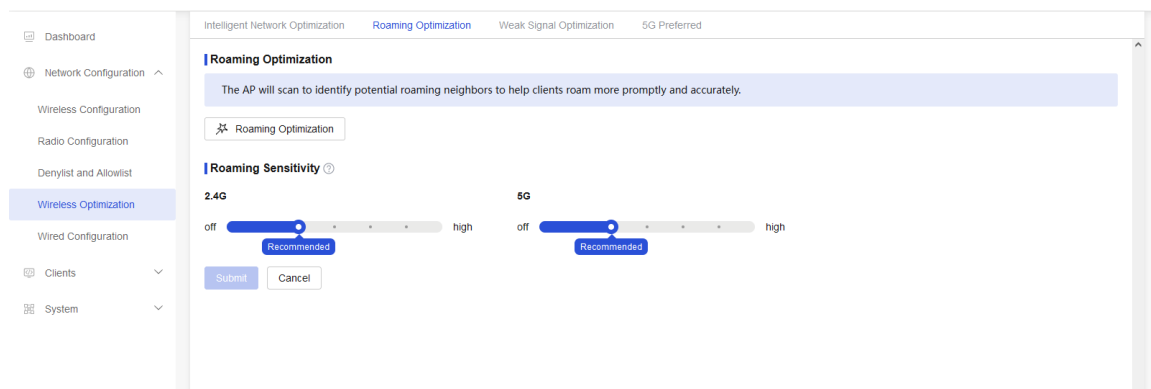 Dashboard
Network Configuration
Wireless Configuration
Radio Configuration
Denylist and Allowlist
Wireless Optimization
Wired Configuration
Clients
System
Intelligent Network Optimization Roaming Optimization Weak Signal Optimization 5G Preferred
Roaming Optimization
The AP will scan to identify potential roaming neighbors to help clients roam more promptly and accurately.
Roaming Optimization
Roaming Sensitivity ?
2.4G 5G
off high off high
Recommended Recommended
Submit Cancel